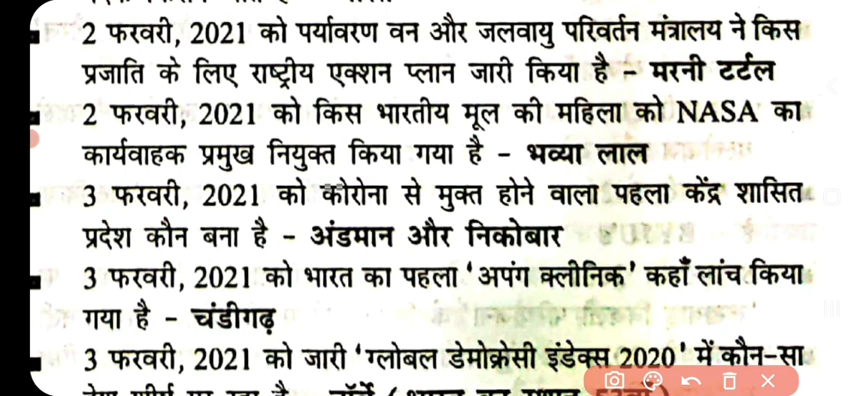 2 फरवरी, 2021 को पर्यावरण वन और जलवायु परिवर्तन मंत्रालय ने किस
प्रजाति के लिए राष्ट्रीय एक्शन प्लान जारी किया है - मरनी टर्टल
2 फरवरी, 2021 को किस भारतीय मूल की महिला को NASA का
कार्यवाहक प्रमुख नियुक्त किया गया है - भव्या लाल
3 फरवरी, 2021 को कोरोना से मुक्त होने वाला पहला केंद्र शासित
प्रदेश कौन बना है - अंडमान और निकोबार
3 फरवरी, 2021 को भारत का पहला 'अपंग क्लीनिक' कहाँ लांच किया
गया है - चंडीगढ़
3 फरवरी, 2021 को जारी 'ग्लोबल डेमोक्रेसी इंडेक्स 2020' में कौन-सा